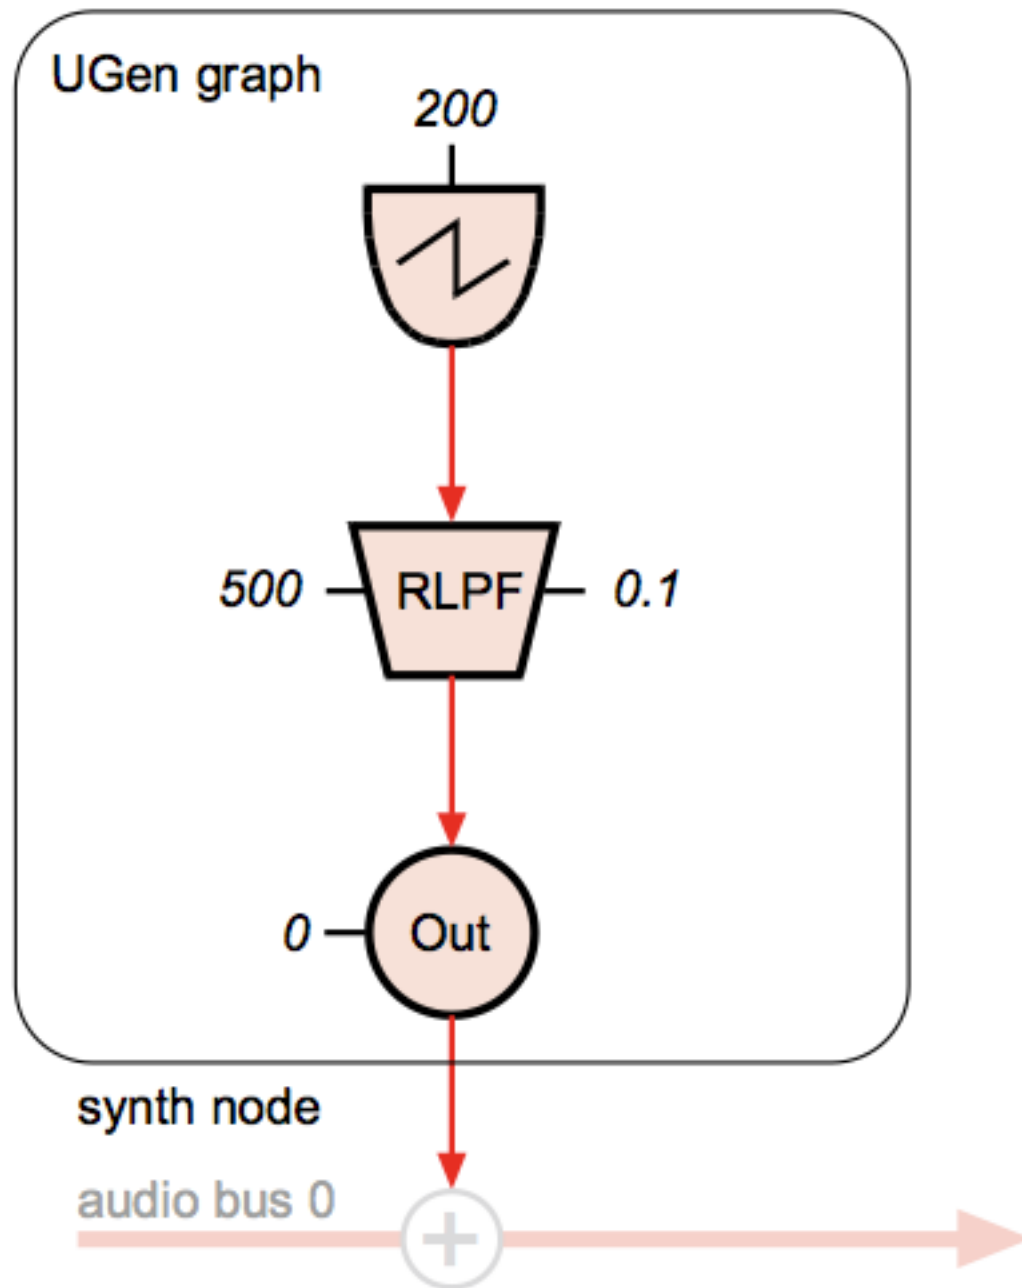 UGen graph
200
500 RLPF 0.1
0 Out
synth node
audio bus 0
+